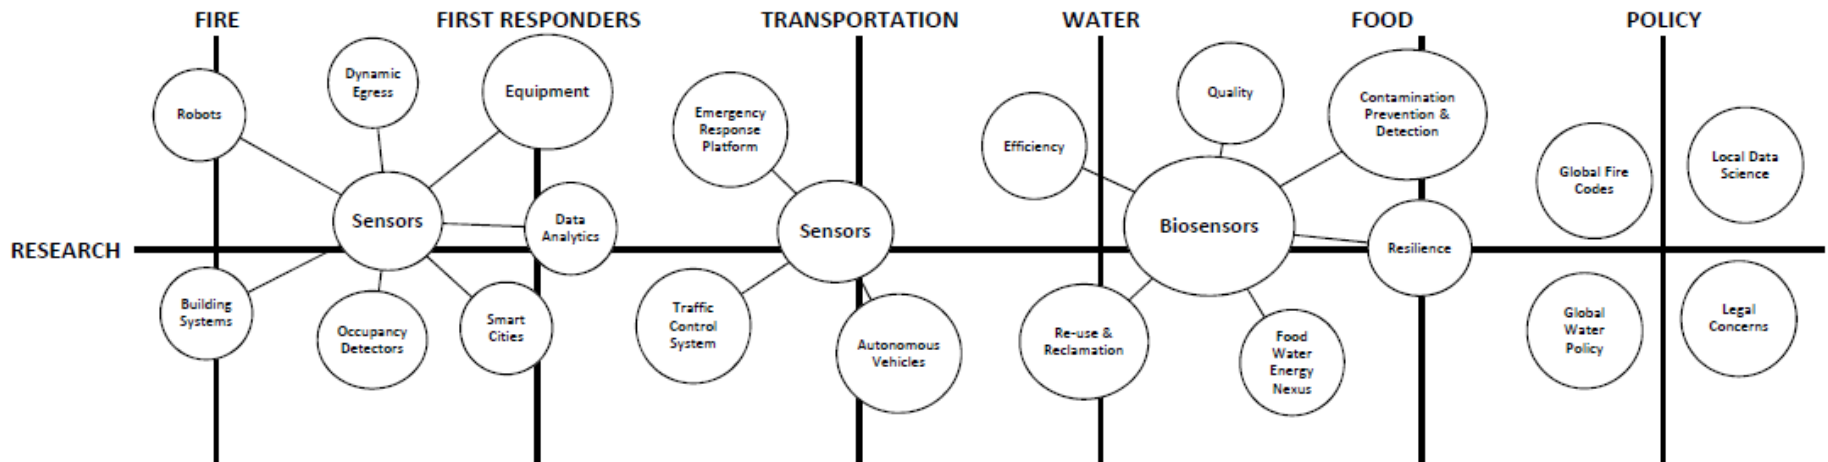 FIRE
FIRST RESPONDERS
TRANSPORTATION
WATER
FOOD
POLICY
RESEARCH
Robots
Dynamic
Egress
Equipment
Sensors
Data
Analytics
Building
Systems
Occupancy
Detectors
Smart
Cities
Emergency
Response
Platform
Sensors
Traffic
Control
System
Autonomous
Vehicles
Efficiency
Quality
Contamination
Prevention &
Detection
Biosensors
Resilience
Re-use &
Reclamation
Food
Water
Energy
Nexus
Global Fire
Codes
Local Data
Science
Global
Water
Policy
Legal
Concerns